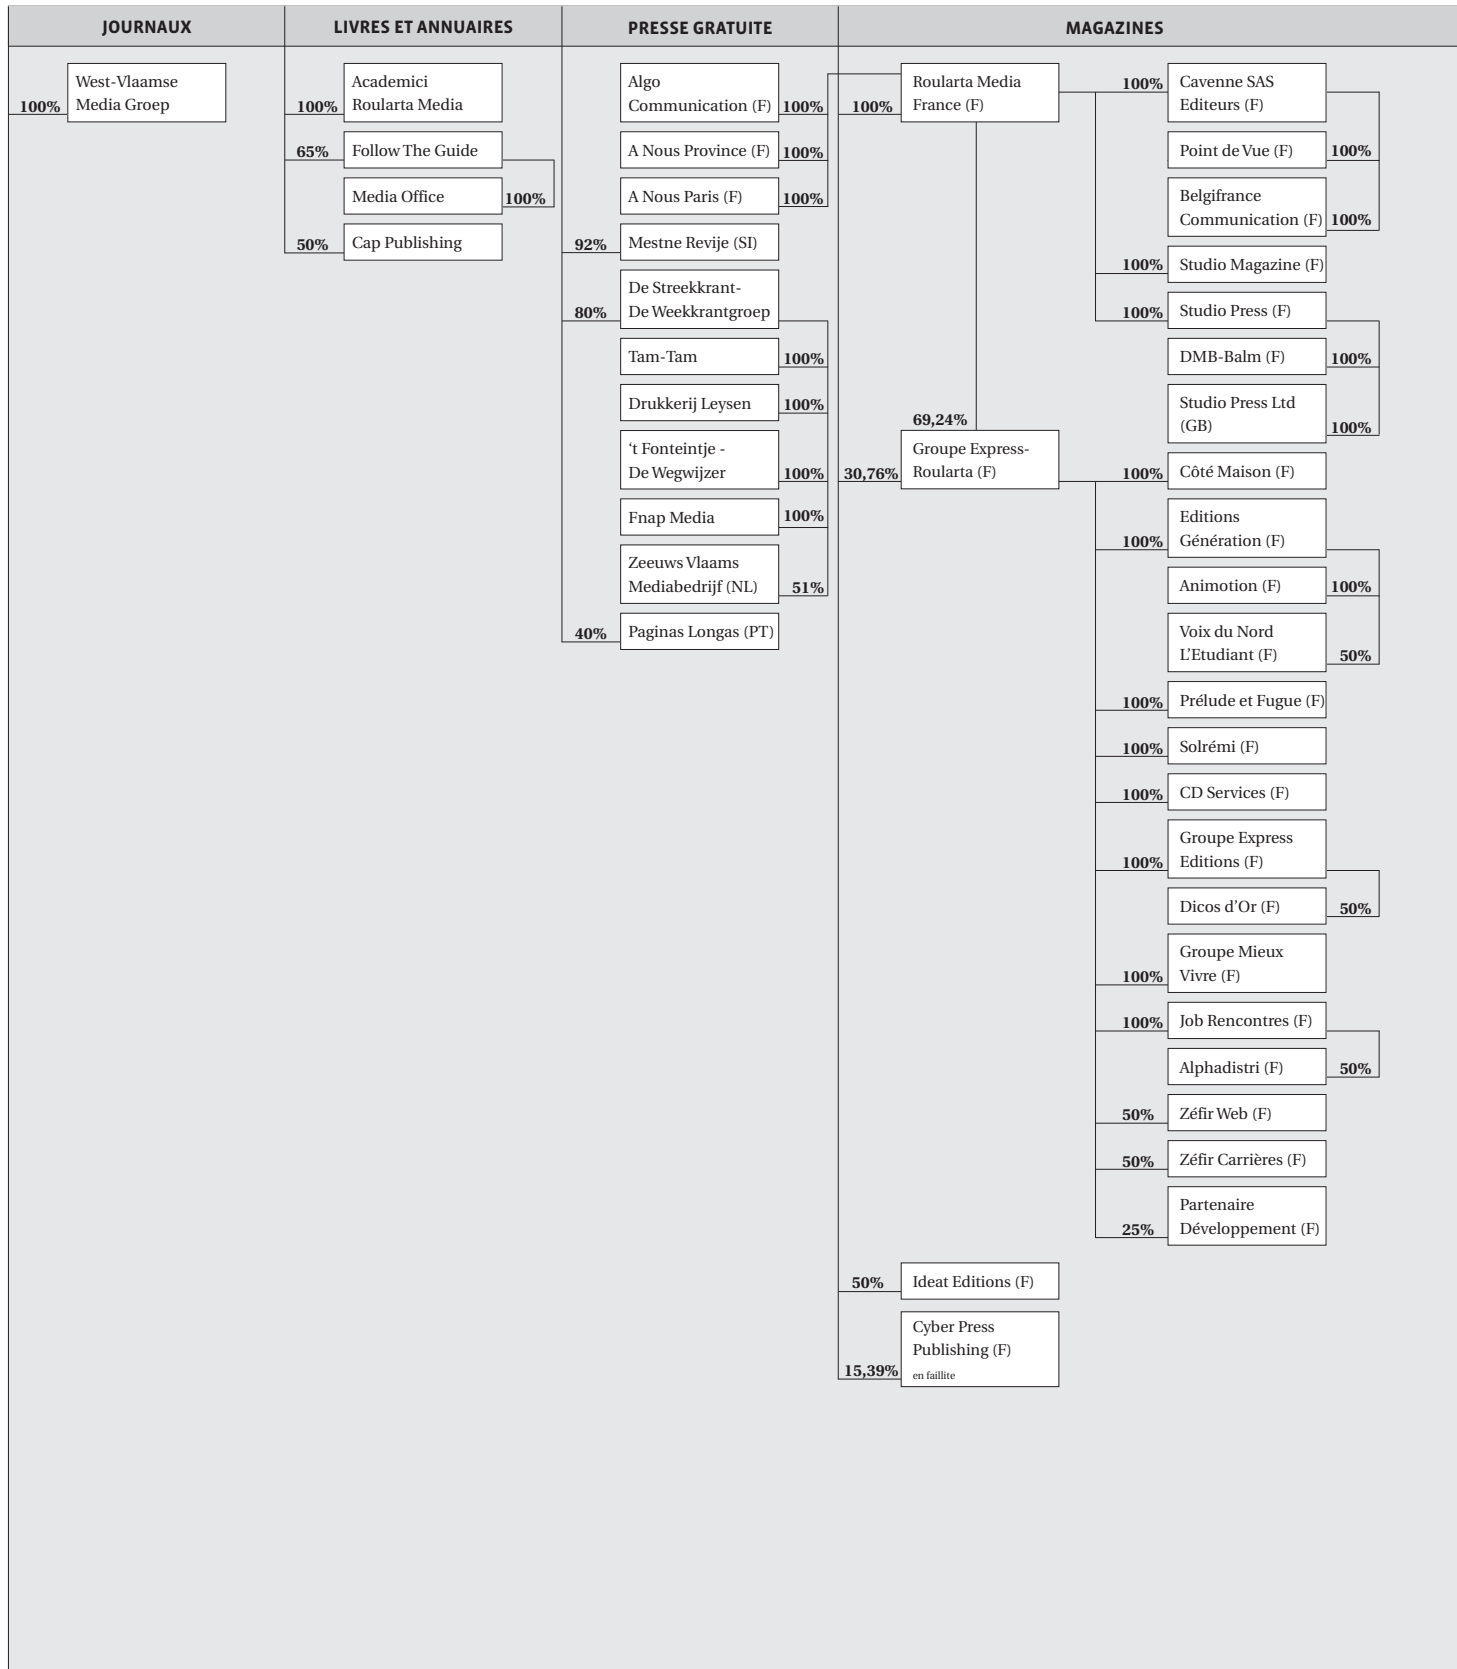 JOURNAUX
West-Vlaamse
Media Groep
100%
LIVRES ET ANNUAIRES
Academici
Roularta Media
100%
65%
Follow The Guide
Media Office
100%
50%
Cap Publishing
PRESSE GRATUITE
Algo
Communication (F)
100%
A Nous Province (F)
100%
A Nous Paris (F)
100%
92%
Mestne Revije (SI)
De Streekkrant-
De Weekkrantgroep
80%
Tam-Tam
100%
Drukkerij Leysen
100%
‘t Fonteintje -
De Wegwijzer
100%
Fnap Media
100%
Zeeuws Vlaams
Mediabedrijf (NL)
51%
40%
Paginas Longas (PT)
MAGAZINES
Roularta Media
France (F)
100%
69,24%
Groupe Express-
Roularta (F)
30,76%
50%
Ideat Editions (F)
Cyber Press
Publishing (F)
en faillite
15,39%
100%
Cavenne SAS
Editeurs (F)
Point de Vue (F)
100%
Belgifrance
Communication (F)
100%
100%
Studio Magazine (F)
100%
Studio Press (F)
DMB-Balm (F)
100%
Studio Press Ltd
(GB)
100%
100%
Côté Maison (F)
Editions
Génération (F)
100%
Animotion (F)
100%
Voix du Nord
L’Etudiant (F)
50%
100%
Prélude et Fugue (F)
100%
Solrémi (F)
100%
CD Services (F)
Groupe Express
Editions (F)
100%
Dicos d’Or (F)
50%
Groupe Mieux
Vivre (F)
100%
100%
Job Rencontres (F)
Alphadistri (F)
50%
50%
Zéfir Web (F)
50%
Zéfir Carrières (F)
Partenaire
Développement (F)
25%